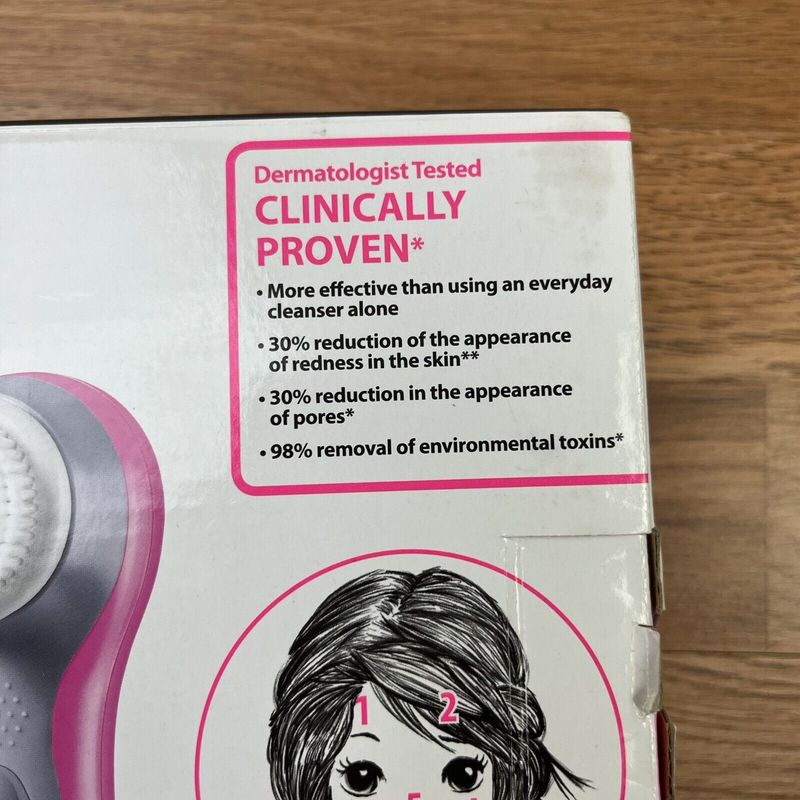 Dermatologist Tested
CLINICALLY
PROVEN*
• More effective than using an everyday
cleanser alone
• 30% reduction of the appearance
of redness in the skin**
• 30% reduction in the appearance
of pores*
• 98% removal of environmental toxins*
1
2
5